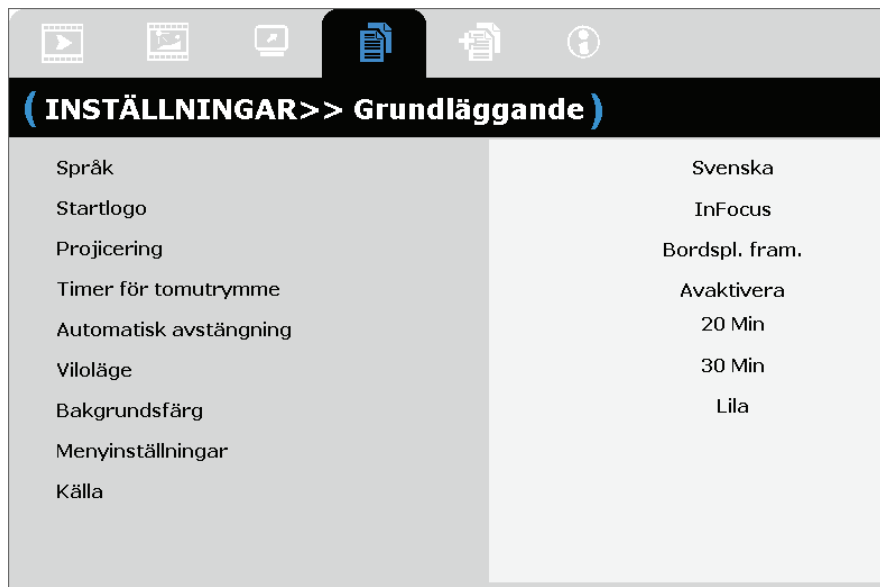 ( INSTÄLLNINGAR>> Grundläggande )
Språk Svenska
Startlogo InFocus
Projicering Bordspl. fram.
Timer för tomutrymme Avaktivera
Automatisk avstängning 20 Min
Viloläge 30 Min
Bakgrundsfärg Lila
Menyinställningar
Källa